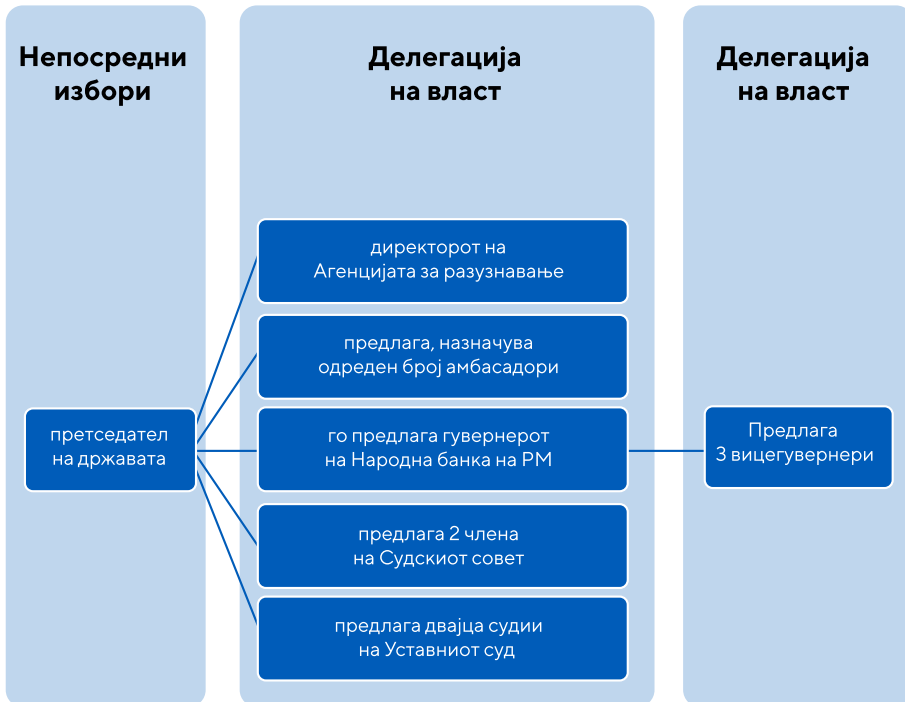 Непосредни
избори
Делегација
на власт
Делегација
на власт
директорот на
Агенцијата за разузнавање
предлага, назначува
одреден број амбасадори
претседател
на државата
го предлага гувернерот
на Народна банка на РМ
Предлага
3 вицегувернери
предлага 2 члена
на Судскиот совет
предлага двајца судии
на Уставниот суд